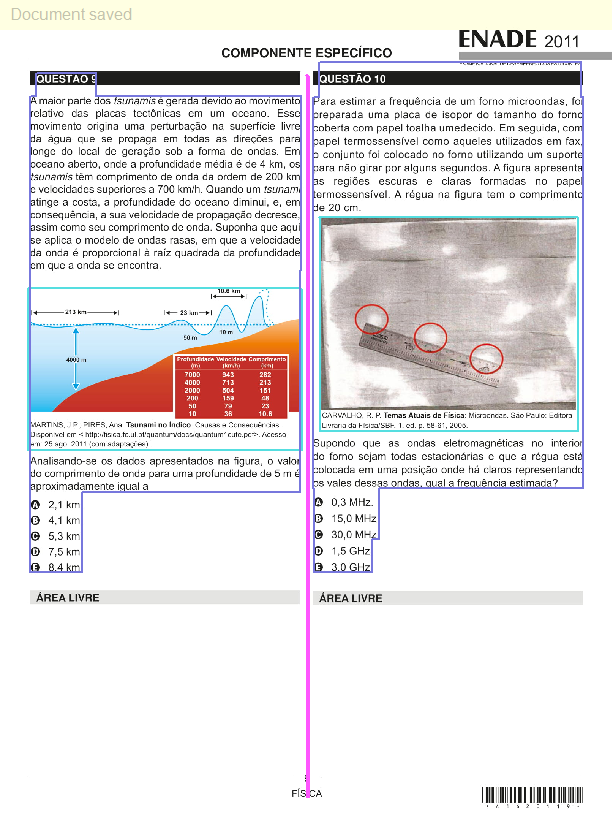 Document saved
ENADE 2011
COMPONENTE ESPECÍFICO
QUESTÃO 9
A maior parte dos tsunamis é gerada devido ao movimento
relativo das placas tectônicas em um oceano. Esse
movimento origina uma perturbação na superfície livre
da água que se propaga em todas as direções para
longe do local de geração sob a forma de ondas. Em
oceano aberto, onde a profundidade média é de 4 km, os
tsunamis têm comprimento de onda da ordem de 200 km
e velocidades superiores a 700 km/h. Quando um tsunami
atinge a costa, a profundidade do oceano diminui, e, em
consequência, a sua velocidade de propagação decresce,
assim como seu comprimento de onda. Suponha que aqui
se aplica o modelo de ondas rasas, em que a velocidade
da onda é proporcional à raiz quadrada da profundidade
em que a onda se encontra.
10.6 km
213 km
23 km
50 m
10 m
4000 m
Profundidade Velocidade Comprimento
(m) (km/h) (km)
7000 943 282
4000 713 213
2000 504 151
200 159 48
50 79 23
10 36 10.6
MARTINS, J.P., PIRES, Ana. Tsunami no Índico: Causas e Consequências.
Acesso
em: 25 ago. 2011 (com adaptações)
Analisando-se os dados apresentados na figura, o valor
do comprimento de onda para uma profundidade de 5 m é
aproximadamente igual a
A 2,1 km
B 4,1 km
C 5,3 km
D 7,5 km
E 8,4 km
ÁREA LIVRE
QUESTÃO 10
Para estimar a frequência de um forno microondas, foi
preparada uma placa de isopor do tamanho do forno
coberta com papel toalha umedecido. Em seguida, com
papel termossensível como aqueles utilizados em fax,
o conjunto foi colocado no forno utilizando um suporte
para não girar por alguns segundos. A figura apresenta
as regiões escuras e claras formadas no papel
termossensível. A régua na figura tem o comprimento
de 20 cm.
CARVALHO, R. P. Temas Atuais de Física: Microondas. São Paulo: Editora
Livraria da Física/SBF, 1. ed. p. 58-61, 2005.
Supondo que as ondas eletromagnéticas no interior
do forno sejam todas estacionárias e que a régua está
colocada em uma posição onde há claros representando
os vales dessas ondas, qual a frequência estimada?
A 0,3 MHz.
B 15,0 MHz
C 30,0 MHz
D 1,5 GHz
E 3,0 GHz
ÁREA LIVRE
FÍSICA